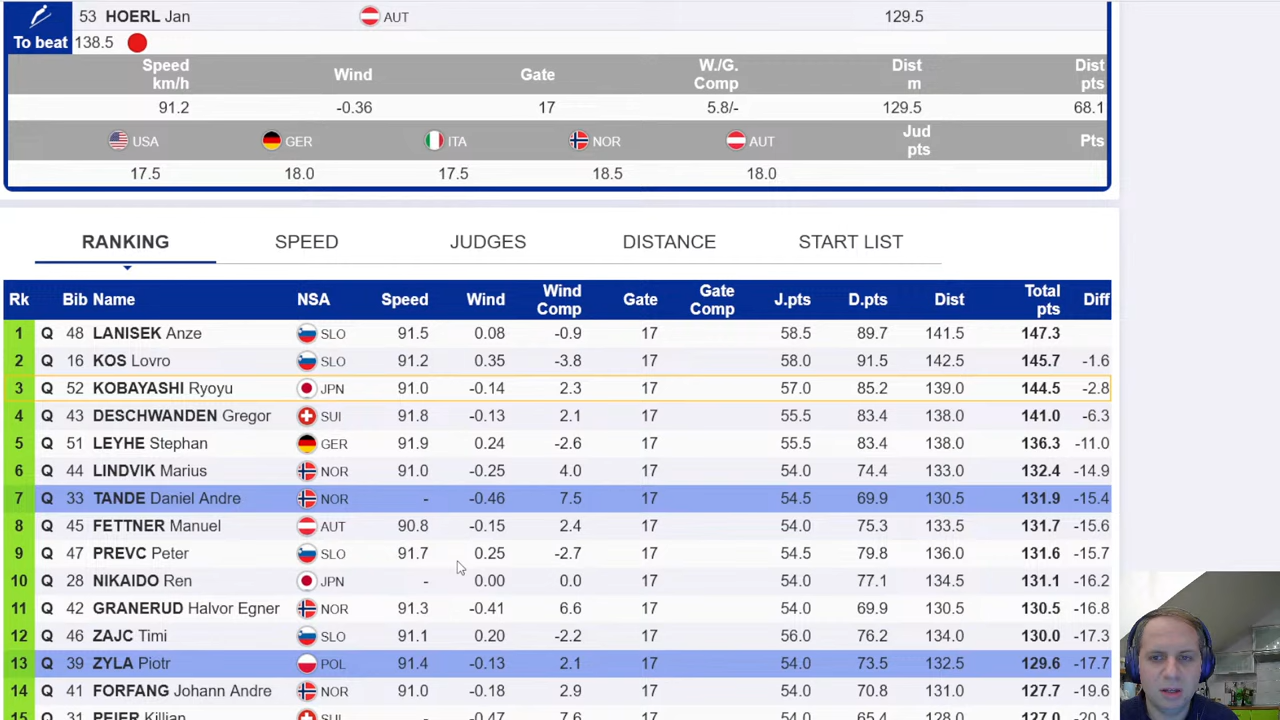 53 HOERL Jan AUT 129.5
To beat 138.5
Speed km/h Wind Gate W./G. Comp Dist m Dist pts
91.2 -0.36 17 5.8/- 129.5 68.1
USA GER ITA NOR AUT Jud pts Pts
17.5 18.0 17.5 18.5 18.0
RANKING SPEED JUDGES DISTANCE START LIST
Rk Bib Name NSA Speed Wind Wind Comp Gate Gate Comp J.pts D.pts Dist Total pts Diff
1 Q 48 LANISEK Anze SLO 91.5 0.08 -0.9 17 58.5 89.7 141.5 147.3
2 Q 16 KOS Lovro SLO 91.2 0.35 -3.8 17 58.0 91.5 142.5 145.7 -1.6
3 Q 52 KOBAYASHI Ryoyu JPN 91.0 -0.14 2.3 17 57.0 85.2 139.0 144.5 -2.8
4 Q 43 DESCHWANDEN Gregor SUI 91.8 -0.13 2.1 17 55.5 83.4 138.0 141.0 -6.3
5 Q 51 LEYHE Stephan GER 91.9 0.24 -2.6 17 55.5 83.4 138.0 136.3 -11.0
6 Q 44 LINDVIK Marius NOR 91.0 -0.25 4.0 17 54.0 74.4 133.0 132.4 -14.9
7 Q 33 TANDE Daniel Andre NOR - -0.46 7.5 17 54.5 69.9 130.5 131.9 -15.4
8 Q 45 FETTNER Manuel AUT 90.8 -0.15 2.4 17 54.0 75.3 133.5 131.7 -15.6
9 Q 47 PREVC Peter SLO 91.7 0.25 -2.7 17 54.5 79.8 136.0 131.6 -15.7
10 Q 28 NIKAIDO Ren JPN - 0.00 0.0 17 54.0 77.1 134.5 131.1 -16.2
11 Q 42 GRANERUD Halvor Egner NOR 91.3 -0.41 6.6 17 54.0 69.9 130.5 130.5 -16.8
12 Q 46 ZAJC Timi SLO 91.1 0.20 -2.2 17 56.0 76.2 134.0 130.0 -17.3
13 Q 39 ZYLA Piotr POL 91.4 -0.13 2.1 17 54.0 73.5 132.5 129.6 -17.7
14 Q 41 FORFANG Johann Andre NOR 91.0 -0.18 2.9 17 54.0 70.8 131.0 127.7 -19.6
15 Q 31 PEIER Killian SUI - -0.47 7.6 17 54.0 65.4 128.0 127.0 -20.3